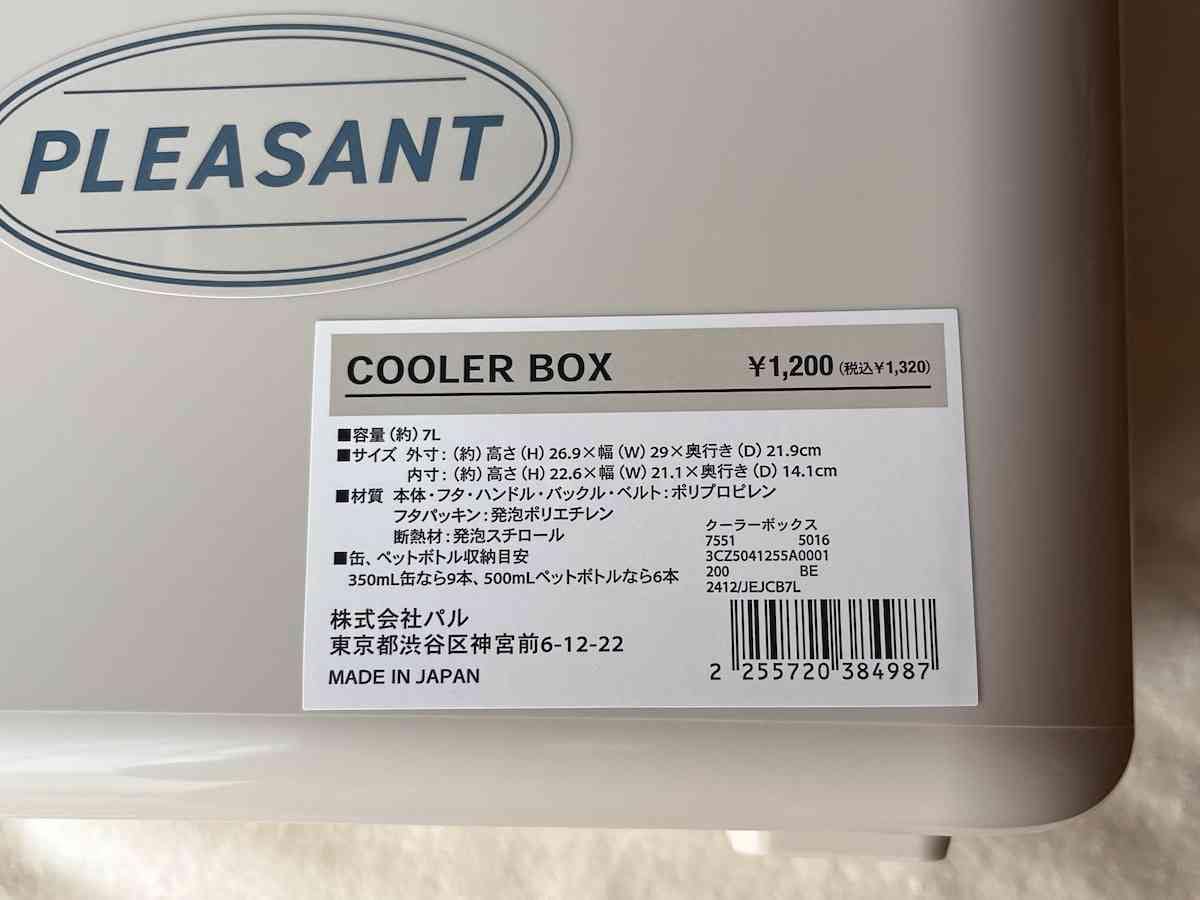 PLEASANT
COOLER BOX ¥1,200(税込¥1,320)
■容量(約)7L
■サイズ 外寸:(約)高さ(H)26.9×幅(W)29×奥行き(D)21.9cm
内寸:(約)高さ(H)22.6×幅(W)21.1×奥行き(D)14.1cm
■材質 本体・フタ・ハンドル・バックル・ベルト:ポリプロピレン
フタパッキン:発泡ポリエチレン
断熱材:発泡スチロール
■缶、ペットボトル収納目安
350mL缶なら9本、500mLペットボトルなら6本
株式会社パル
東京都渋谷区神宮前6-12-22
MADE IN JAPAN
クーラーボックス
7551 5016
3CZ5041255A0001
200 BE
2412/JEJCB7L
2 255720 384987